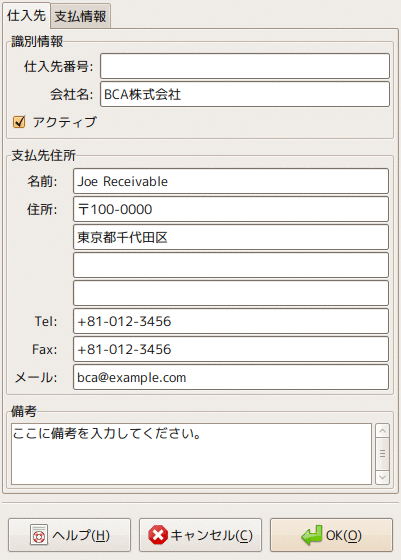 仕入先 支払情報
識別情報
仕入先番号:
会社名: BCA株式会社
アクティブ
支払先住所
名前: Joe Receivable
住所: 〒100-0000
東京都千代田区
Tel: +81-012-3456
Fax: +81-012-3456
メール: bca@example.com
備考
ここに備考を入力してください。
ヘルプ(H) キャンセル(C) OK(O)